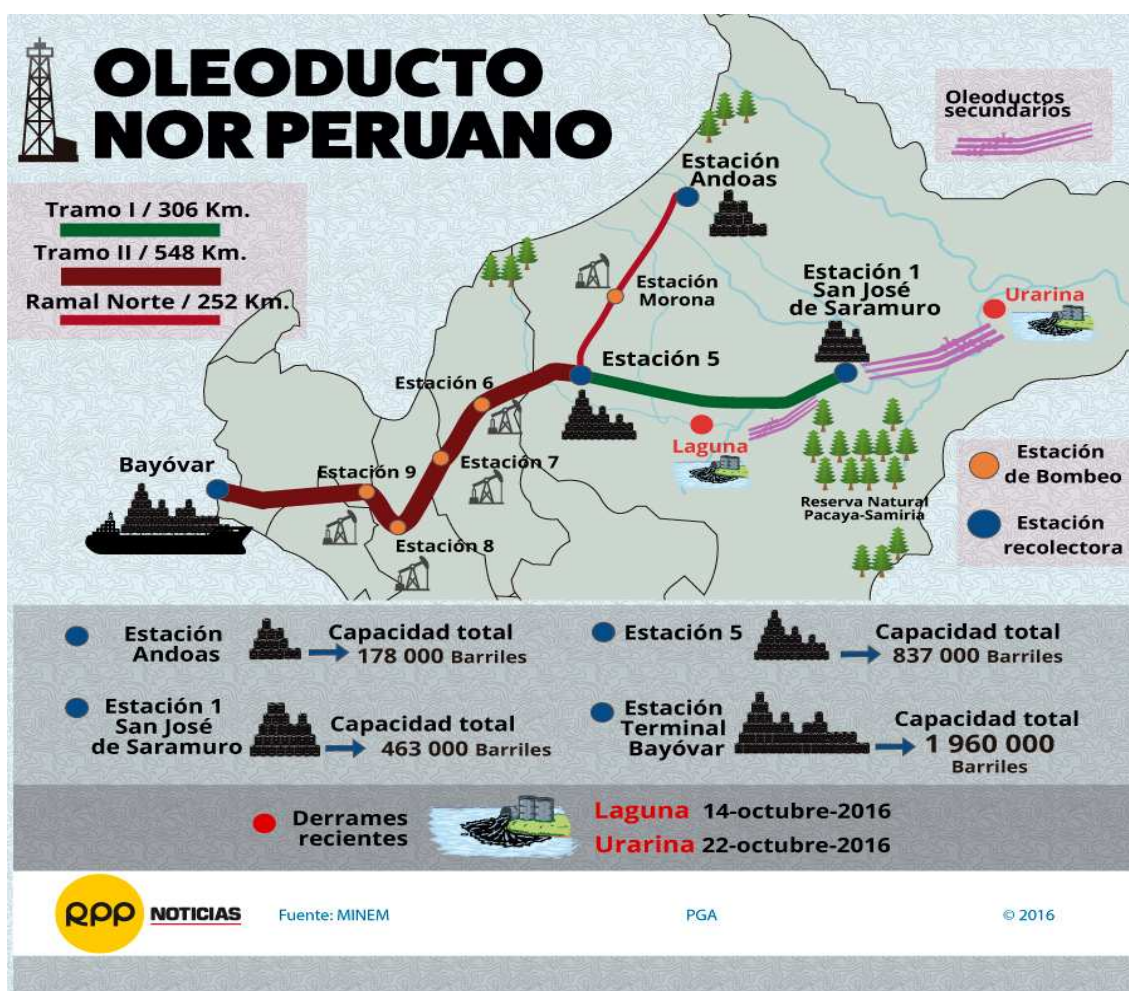 OLEODUCTO
NOR PERUANO
Oleoductos
secundarios
Tramo I / 306 Km.
Tramo II / 548 Km.
Ramal Norte / 252 Km.
Estación
Andoas
Estación
Morona
Estación 1
San José
de Saramuro
Urarina
Estación 5
Estación 6
Laguna
Estación 7
Estación 9
Bayóvar
Estación 8
Reserva Natural
Pacaya-Samiria
Estación
de Bombeo
Estación
recolectora
Estación
Andoas
Capacidad total
178 000 Barriles
Estación 5
Capacidad total
837 000 Barriles
Estación 1
San José
de Saramuro
Capacidad total
463 000 Barriles
Estación
Terminal
Bayóvar
Capacidad total
1 960 000
Barriles
Derrames
recientes
Laguna 14-octubre-2016
Urarina 22-octubre-2016
RPP NOTICIAS
Fuente: MINEM
PGA
© 2016